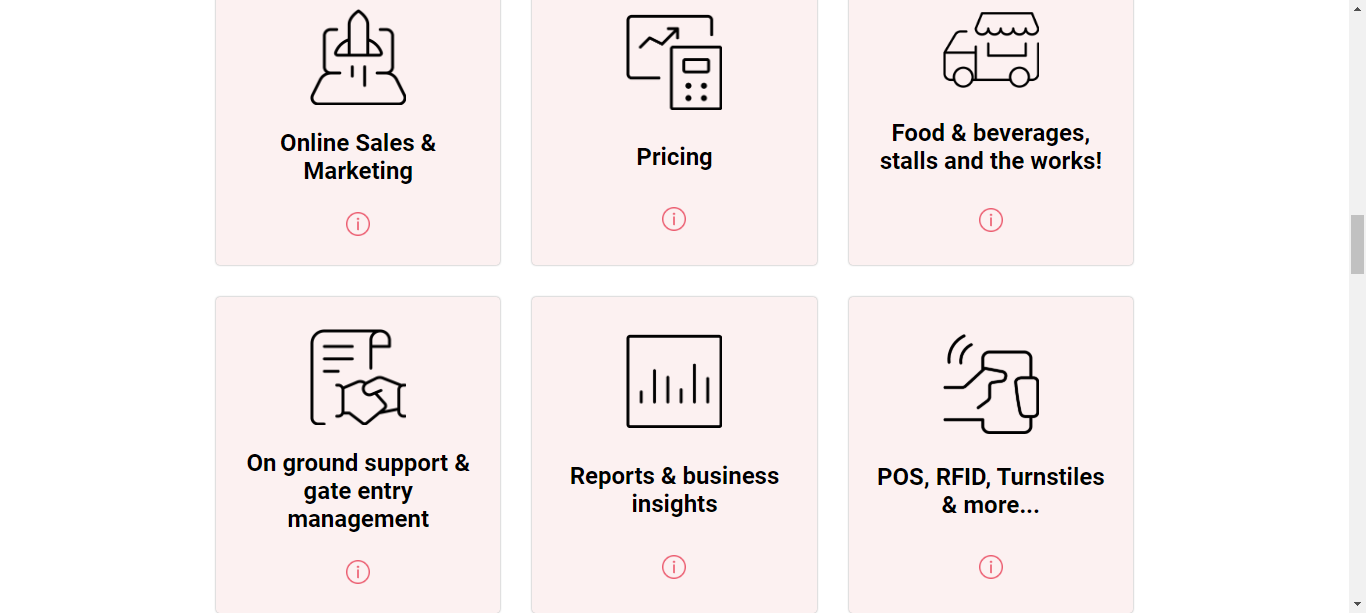 Online Sales &
Marketing
Pricing
Food & beverages,
stalls and the works!
On ground support &
gate entry
management
Reports & business
insights
POS, RFID, Turnstiles
& more...